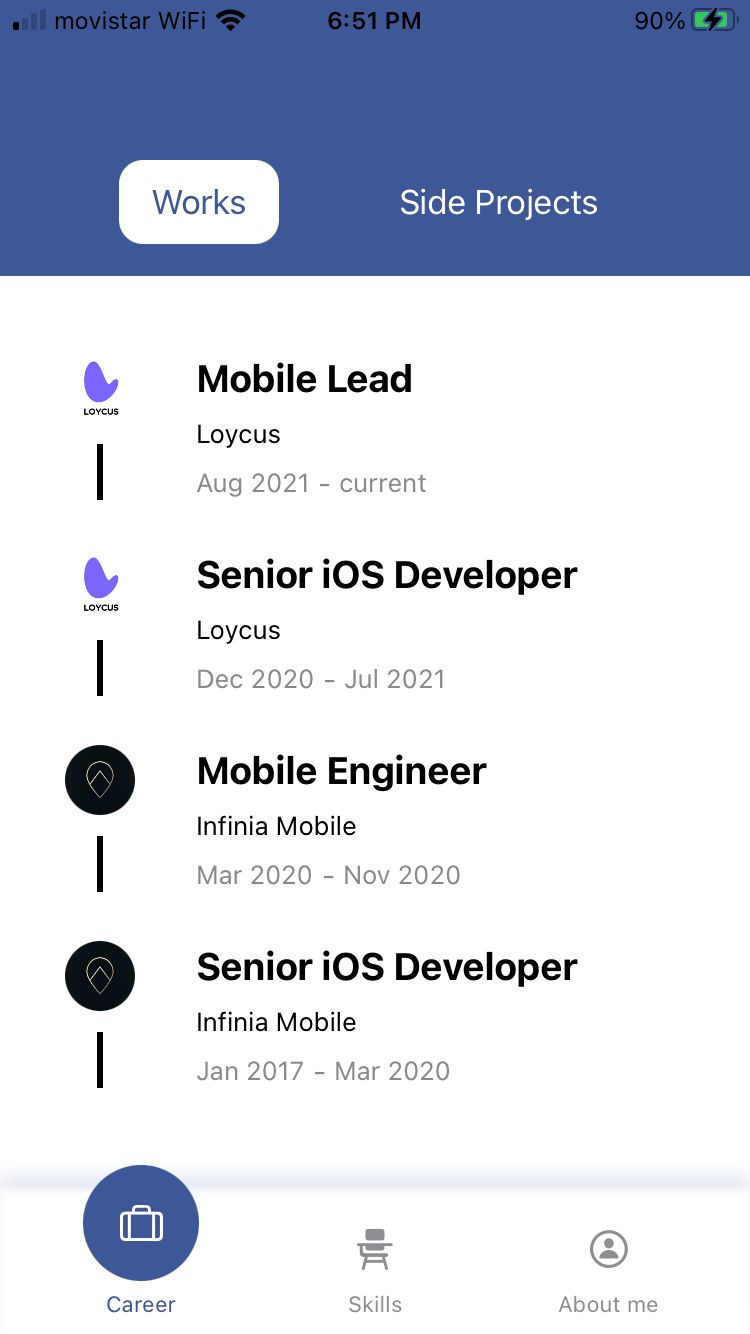 movistar WiFi 6:51 PM 90%
Works Side Projects
Mobile Lead
LOYCUS
Loycus
Aug 2021 - current
Senior iOS Developer
LOYCUS
Loycus
Dec 2020 - Jul 2021
Mobile Engineer
Infinia Mobile
Mar 2020 - Nov 2020
Senior iOS Developer
Infinia Mobile
Jan 2017 - Mar 2020
Career Skills About me